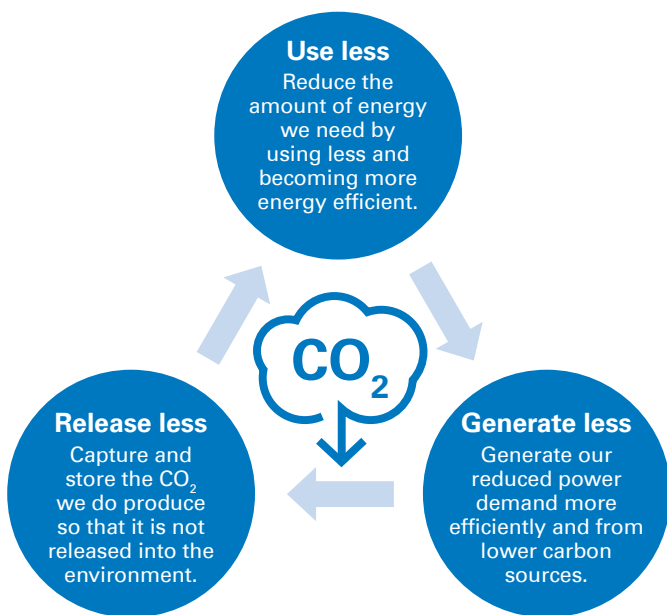 Use less
Reduce the
amount of energy
we need by
using less and
becoming more
energy efficient.
CO₂
Release less
Capture and
store the CO₂
we do produce
so that it is not
released into the
environment.
Generate less
Generate our
reduced power
demand more
efficiently and from
lower carbon
sources.